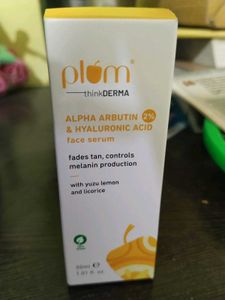 plum
thinkDERMA
ALPHA ARBUTIN 2%
& HYALURONIC ACID
face serum
fades tan, controls
melanin production
with yuzu lemon
and licorice